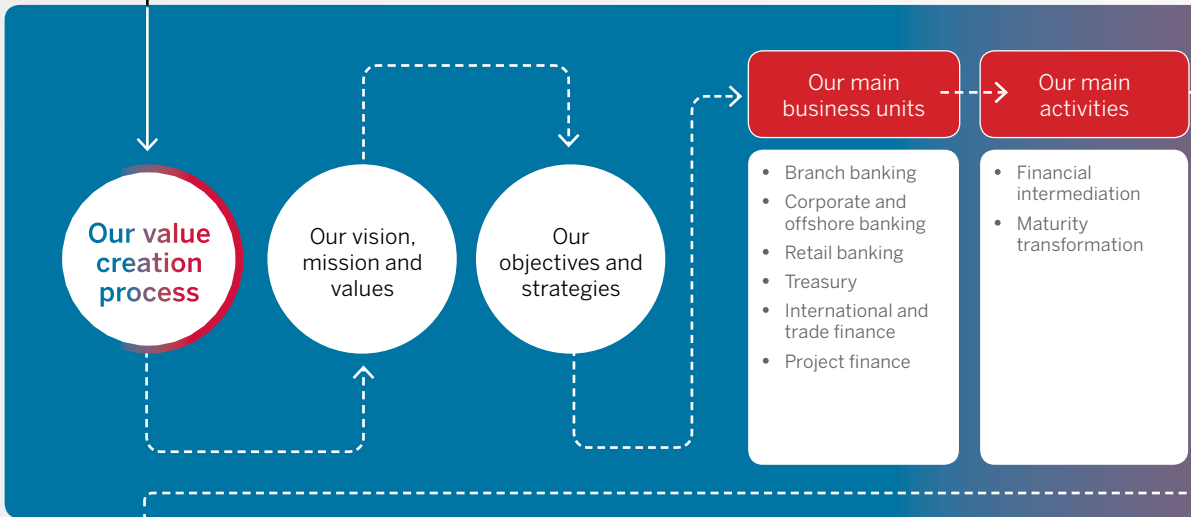 Our value
creation
process
Our vision,
mission and
values
Our
objectives and
strategies
Our main
business units
• Branch banking
• Corporate and
offshore banking
• Retail banking
• Treasury
• International and
trade finance
• Project finance
Our main
activities
• Financial
intermediation
• Maturity
transformation